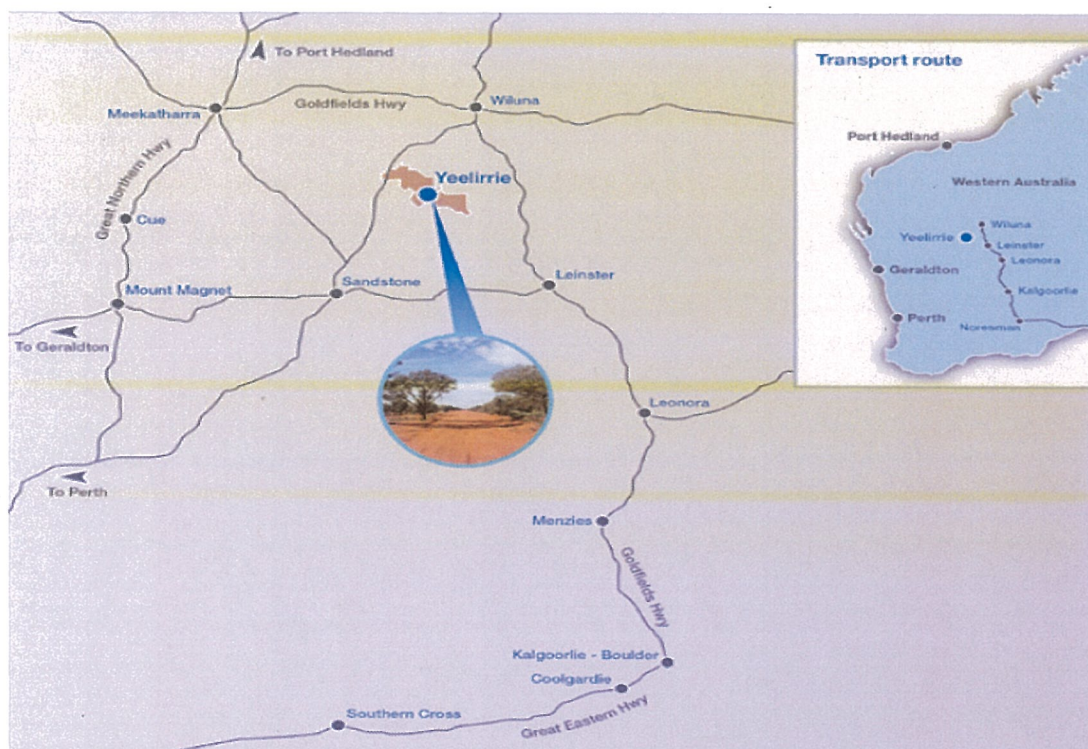 To Port Hedland
Transport route
Meekatharra
Goldfields Hwy
Wiluna
Great Northern Hwy
Yeelirrie
Cue
Mount Magnet
Sandstone
Leinster
To Geraldton
Leonora
To Perth
Menzies
Goldfields Hwy
Kalgoorlie - Boulder
Coolgardie
Southern Cross
Great Eastern Hwy
Port Hedland
Western Australia
Wiluna
Yeelirrie
Leinster
Leonora
Geraldton
Kalgoorlie
Perth
Noresman